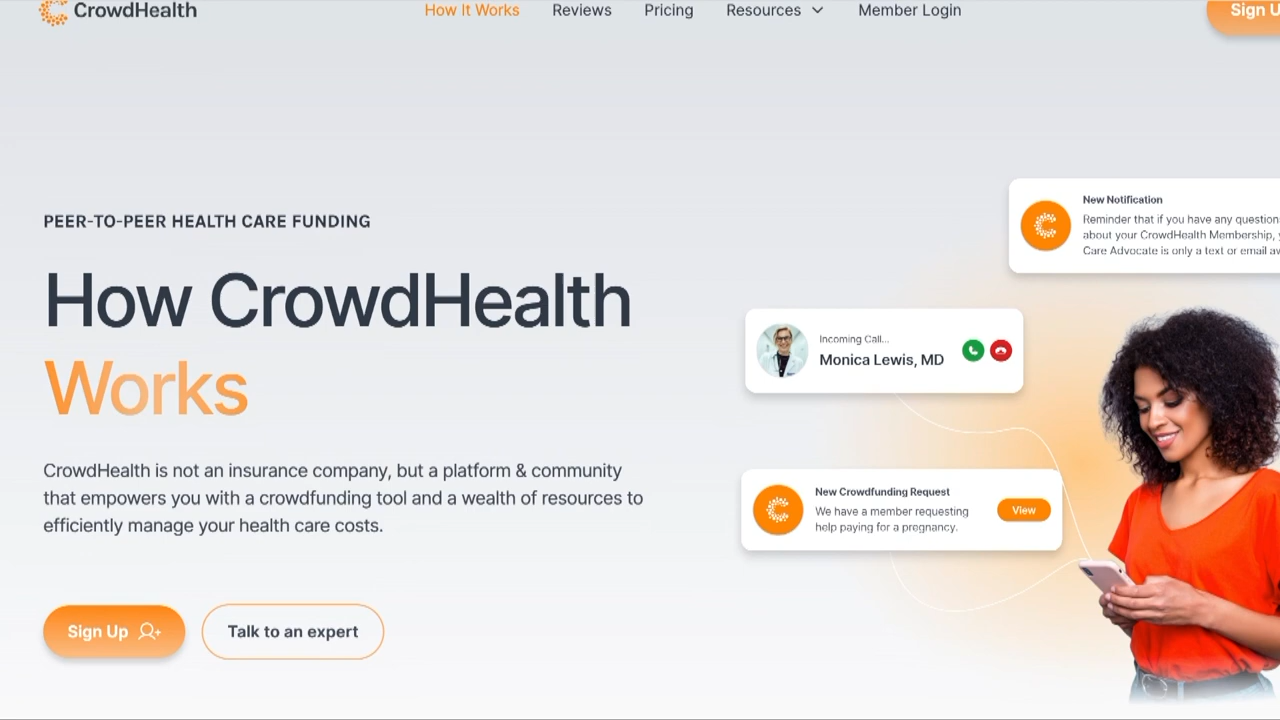 CrowdHealth
How It Works
Reviews
Pricing
Resources
Member Login
Sign
PEER-TO-PEER HEALTH CARE FUNDING
How CrowdHealth
Works
CrowdHealth is not an insurance company, but a platform & community
that empowers you with a crowdfunding tool and a wealth of resources to
efficiently manage your health care costs.
Sign Up
Talk to an expert
New Notification
Reminder that if you have any
about your CrowdHealth Membership,
Care Advocate is only a text or email
Incoming Call...
Monica Lewis, MD
New Crowdfunding Request
We have a member requesting
help paying for a pregnancy.
View